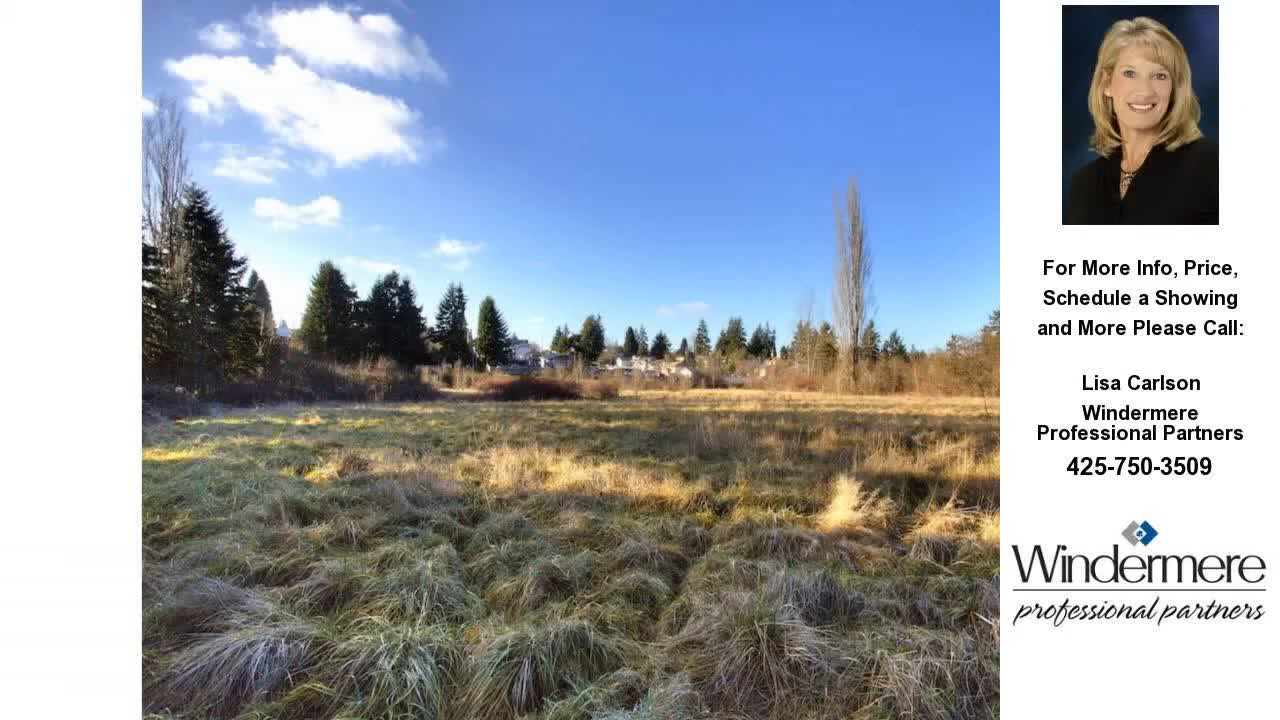 For More Info, Price,
Schedule a Showing
and More Please Call:
Lisa Carlson
Windermere
Professional Partners
425-750-3509
Windermere
professional partners